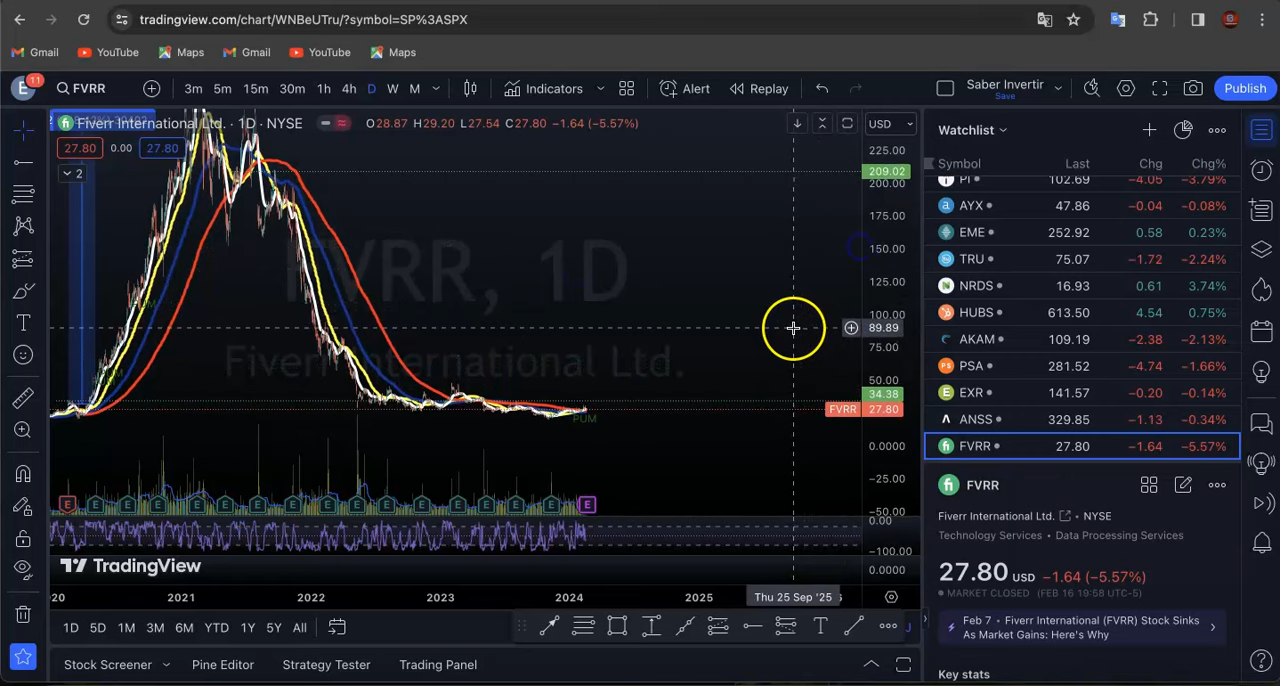 tradingview.com/chart/WNBeUTru/?symbol=SP%3ASPX
Gmail YouTube Maps Gmail YouTube Maps
E 11 FVRR 3m 5m 15m 30m 1h 4h D W M Indicators Alert Replay Saber Invertir Save Publish
Fiverr International Ltd. · 1D · NYSE O28.87 H29.20 L27.54 C27.80 −1.64 (−5.57%) USD
27.80 0.00 27.80
2
FVRR, 1D
Fiverr International Ltd.
225.00
209.02
200.00
175.00
150.00
125.00
100.00
89.89
75.00
50.00
34.38
FVRR 27.80
PUM
0.0000
−25.00
−50.00
0.00
−100.00
0.0000
E E E E E E E E E E E E E E E E E
TradingView
20 2021 2022 2023 2024 2025 Thu 25 Sep '25
1D 5D 1M 3M 6M YTD 1Y 5Y All
Stock Screener Pine Editor Strategy Tester Trading Panel
Watchlist
Symbol Last Chg Chg%
PI 102.69 −4.05 −3.79%
AYX 47.86 −0.04 −0.08%
EME 252.92 0.58 0.23%
TRU 75.07 −1.72 −2.24%
NRDS 16.93 0.61 3.74%
HUBS 613.50 4.54 0.75%
AKAM 109.19 −2.38 −2.13%
PSA 281.52 −4.74 −1.66%
EXR 141.57 −0.20 −0.14%
ANSS 329.85 −1.13 −0.34%
FVRR 27.80 −1.64 −5.57%
FVRR
Fiverr International Ltd. • NYSE
Technology Services • Data Processing Services
27.80 USD −1.64 (−5.57%)
MARKET CLOSED (FEB 16 19:58 UTC-5)
Feb 7 • Fiverr International (FVRR) Stock Sinks
As Market Gains: Here's Why
Key stats